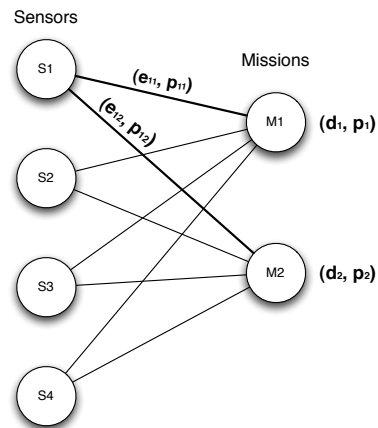 Sensors
S1
(e₁₁, p₁₁)
Missions
(e₁₂, p₁₂)
M1
(d₁, p₁)
S2
M2
(d₂, p₂)
S3
S4